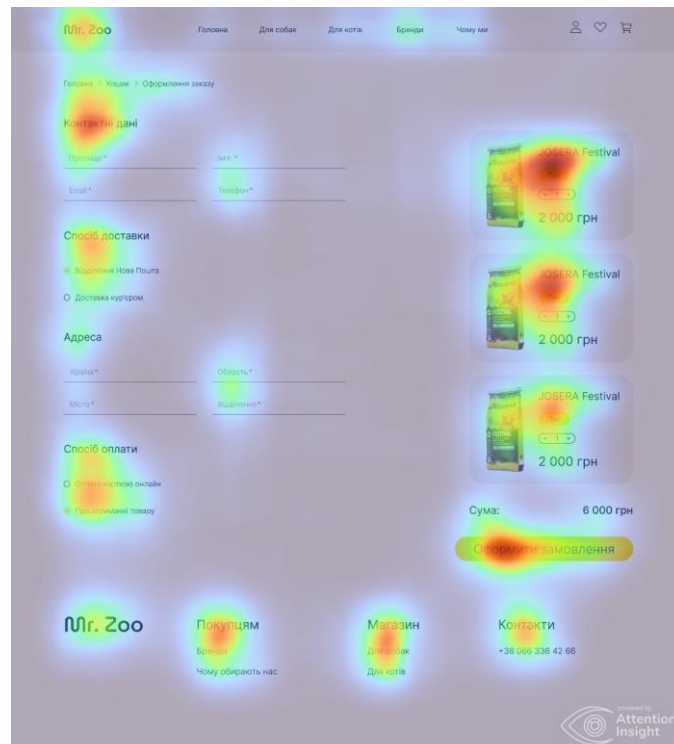 Mr. Zoo
Головна
Для собак
Для котів
Бренди
Чому ми
Головна > Кошик > Оформлення заказу
Контактні дані
Прізвище*
Ім'я *
Email*
Телефон*
Спосіб доставки
Відділення Нова Пошта
Доставка кур'єром
Адреса
Країна*
Область*
Місто*
Відділення*
Спосіб оплати
Оплата карткою онлайн
При отриманні товару
JOSERA Festival
- 1 +
2 000 грн
JOSERA Festival
- 1 +
2 000 грн
JOSERA Festival
- 1 +
2 000 грн
Сума: 6 000 грн
Оформити замовлення
Mr. Zoo
Покупцям
Бренди
Чому обирають нас
Магазин
Для собак
Для котів
Контакти
+38 066 336 42 66
powered by
Attention
Insight